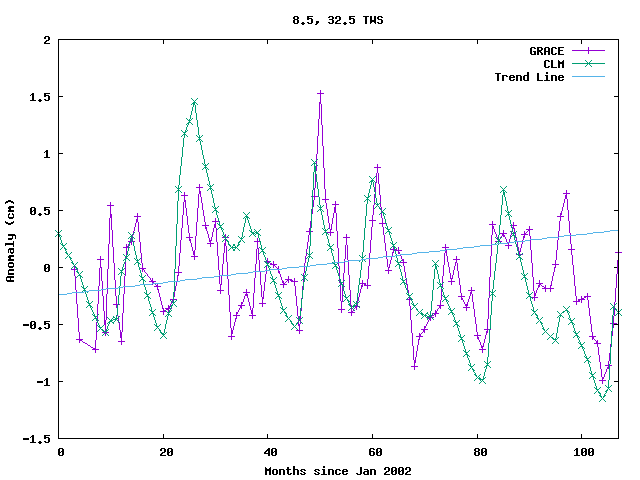 8.5, 32.5 TWS
GRACE
CLM
Trend Line
2
1.5
1
0.5
0
-0.5
-1
-1.5
Anomaly (cm)
0 20 40 60 80 100
Months since Jan 2002